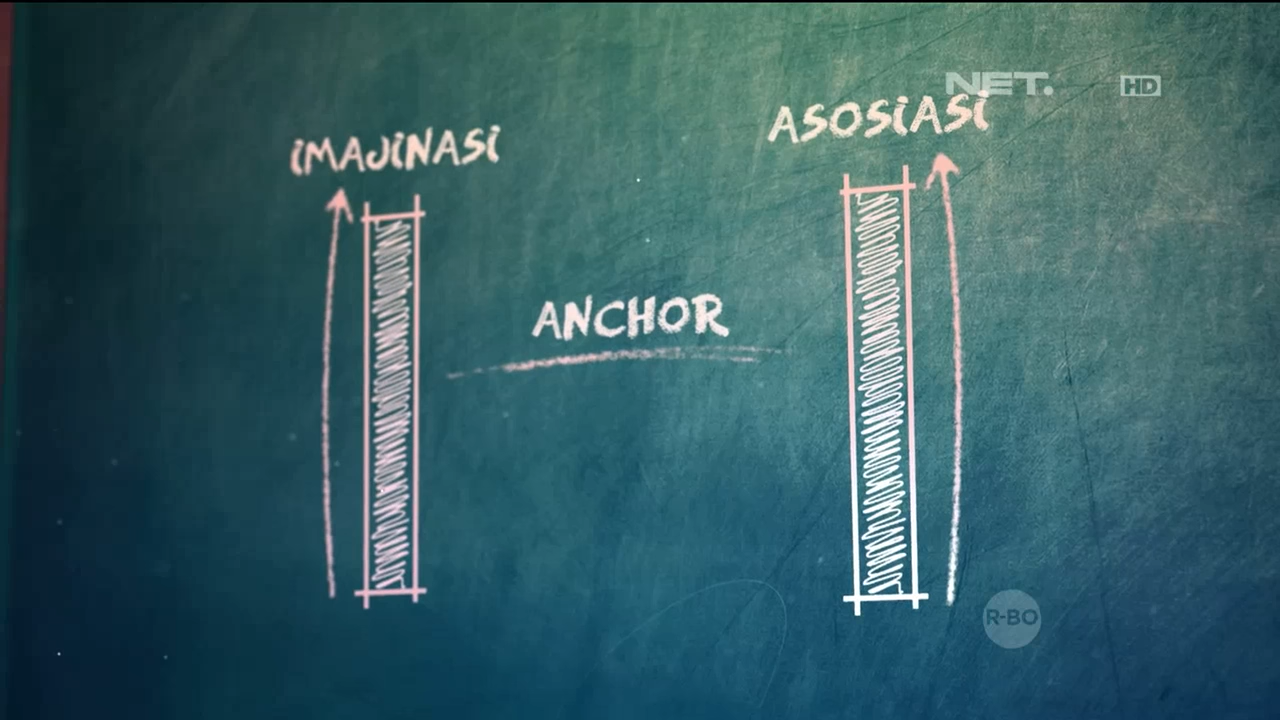 NET. HD
iMAJiNASi
ASOSiASi
ANCHOR
R-BO